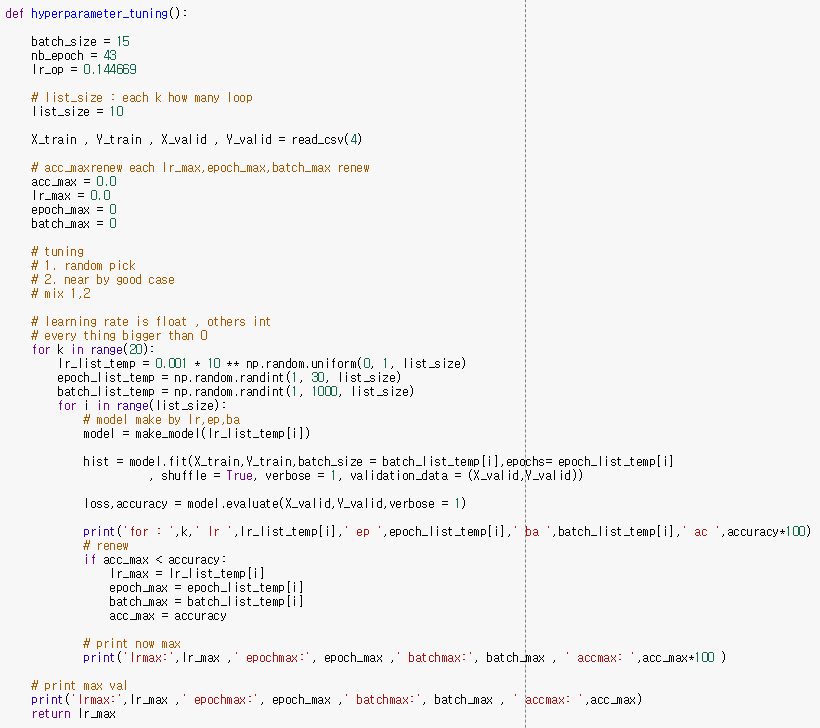 def hyperparameter_tuning():
    batch_size = 15
    nb_epoch = 43
    lr_op = 0.144669
    # list_size : each k how many loop
    list_size = 10
    X_train , Y_train , X_valid , Y_valid = read_csv(4)
    # acc_maxrenew each lr_max,epoch_max,batch_max renew
    acc_max = 0.0
    lr_max = 0.0
    epoch_max = 0
    batch_max = 0
    # tuning
    # 1. random pick
    # 2. near by good case
    # mix 1,2
    # learning rate is float , others int
    # every thing bigger than 0
    for k in range(20):
        lr_list_temp = 0.001 * 10 ** np.random.uniform(0, 1, list_size)
        epoch_list_temp = np.random.randint(1, 30, list_size)
        batch_list_temp = np.random.randint(1, 1000, list_size)
        for i in range(list_size):
            # model make by lr,ep,ba
            model = make_model(lr_list_temp[i])
            hist = model.fit(X_train,Y_train,batch_size = batch_list_temp[i],epochs= epoch_list_temp[i]
                      , shuffle = True, verbose = 1, validation_data = (X_valid,Y_valid))
            loss,accuracy = model.evaluate(X_valid,Y_valid,verbose = 1)
            print('for : ',k,' lr ',lr_list_temp[i],' ep ',epoch_list_temp[i],' ba ',batch_list_temp[i],' ac ',accuracy*100)
            # renew
            if acc_max < accuracy:
                lr_max = lr_list_temp[i]
                epoch_max = epoch_list_temp[i]
                batch_max = batch_list_temp[i]
                acc_max = accuracy
            # print now max
            print('lrmax:',lr_max ,' epochmax:', epoch_max ,' batchmax:', batch_max , ' accmax: ',acc_max*100 )
    # print max val
    print('lrmax:',lr_max ,' epochmax:', epoch_max ,' batchmax:', batch_max , ' accmax: ',acc_max)
    return lr_max